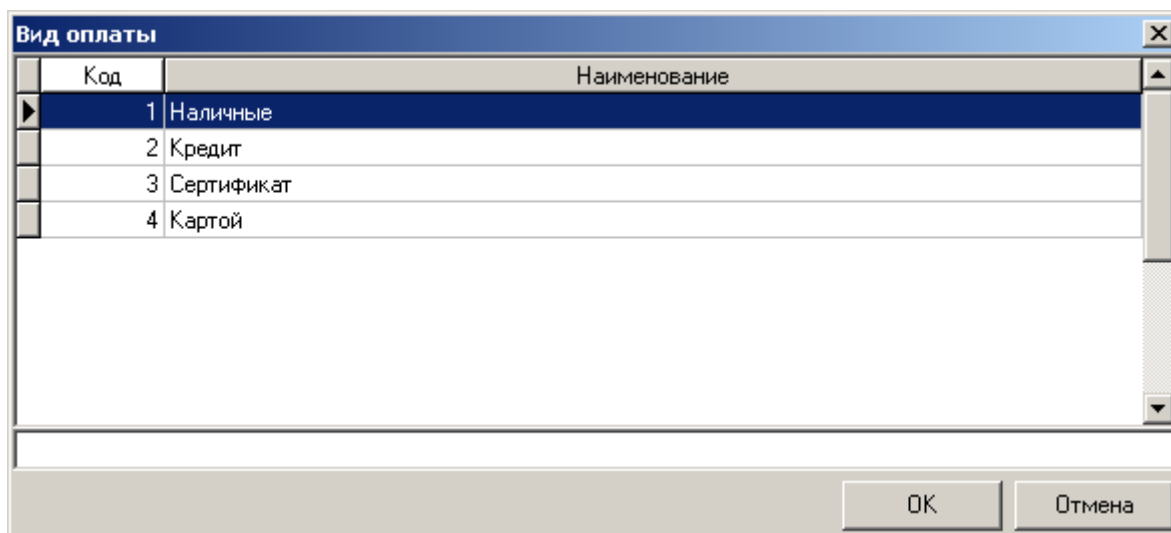 Вид оплаты
Код Наименование
1 Наличные
2 Кредит
3 Сертификат
4 Картой
OK Отмена